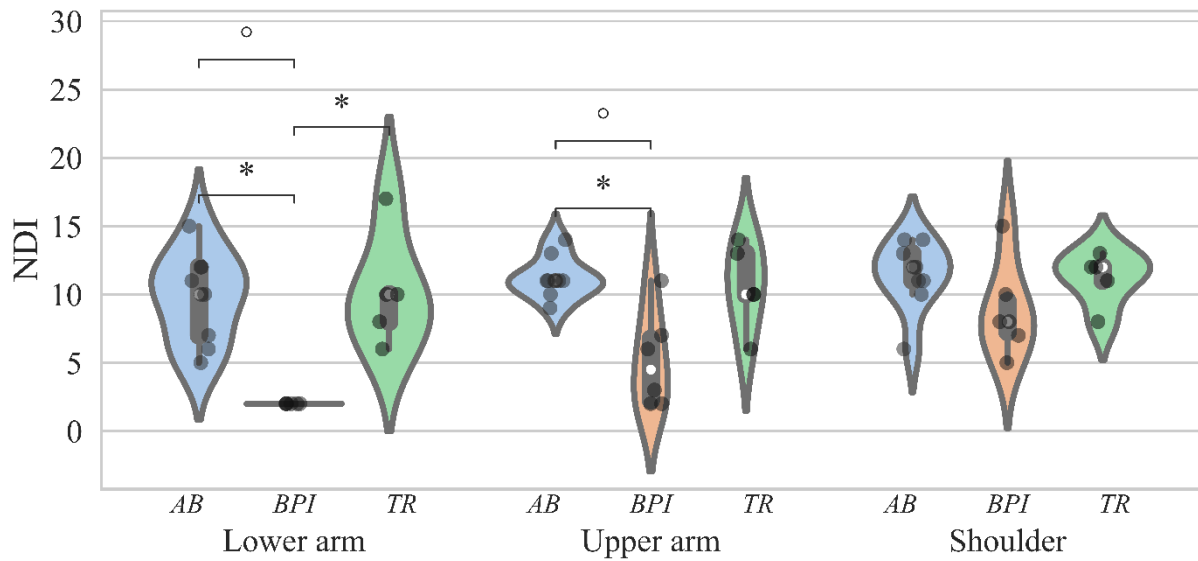 NDI
30
25
20
15
10
5
0
° * *
° *
AB BPI TR AB BPI TR AB BPI TR
Lower arm Upper arm Shoulder